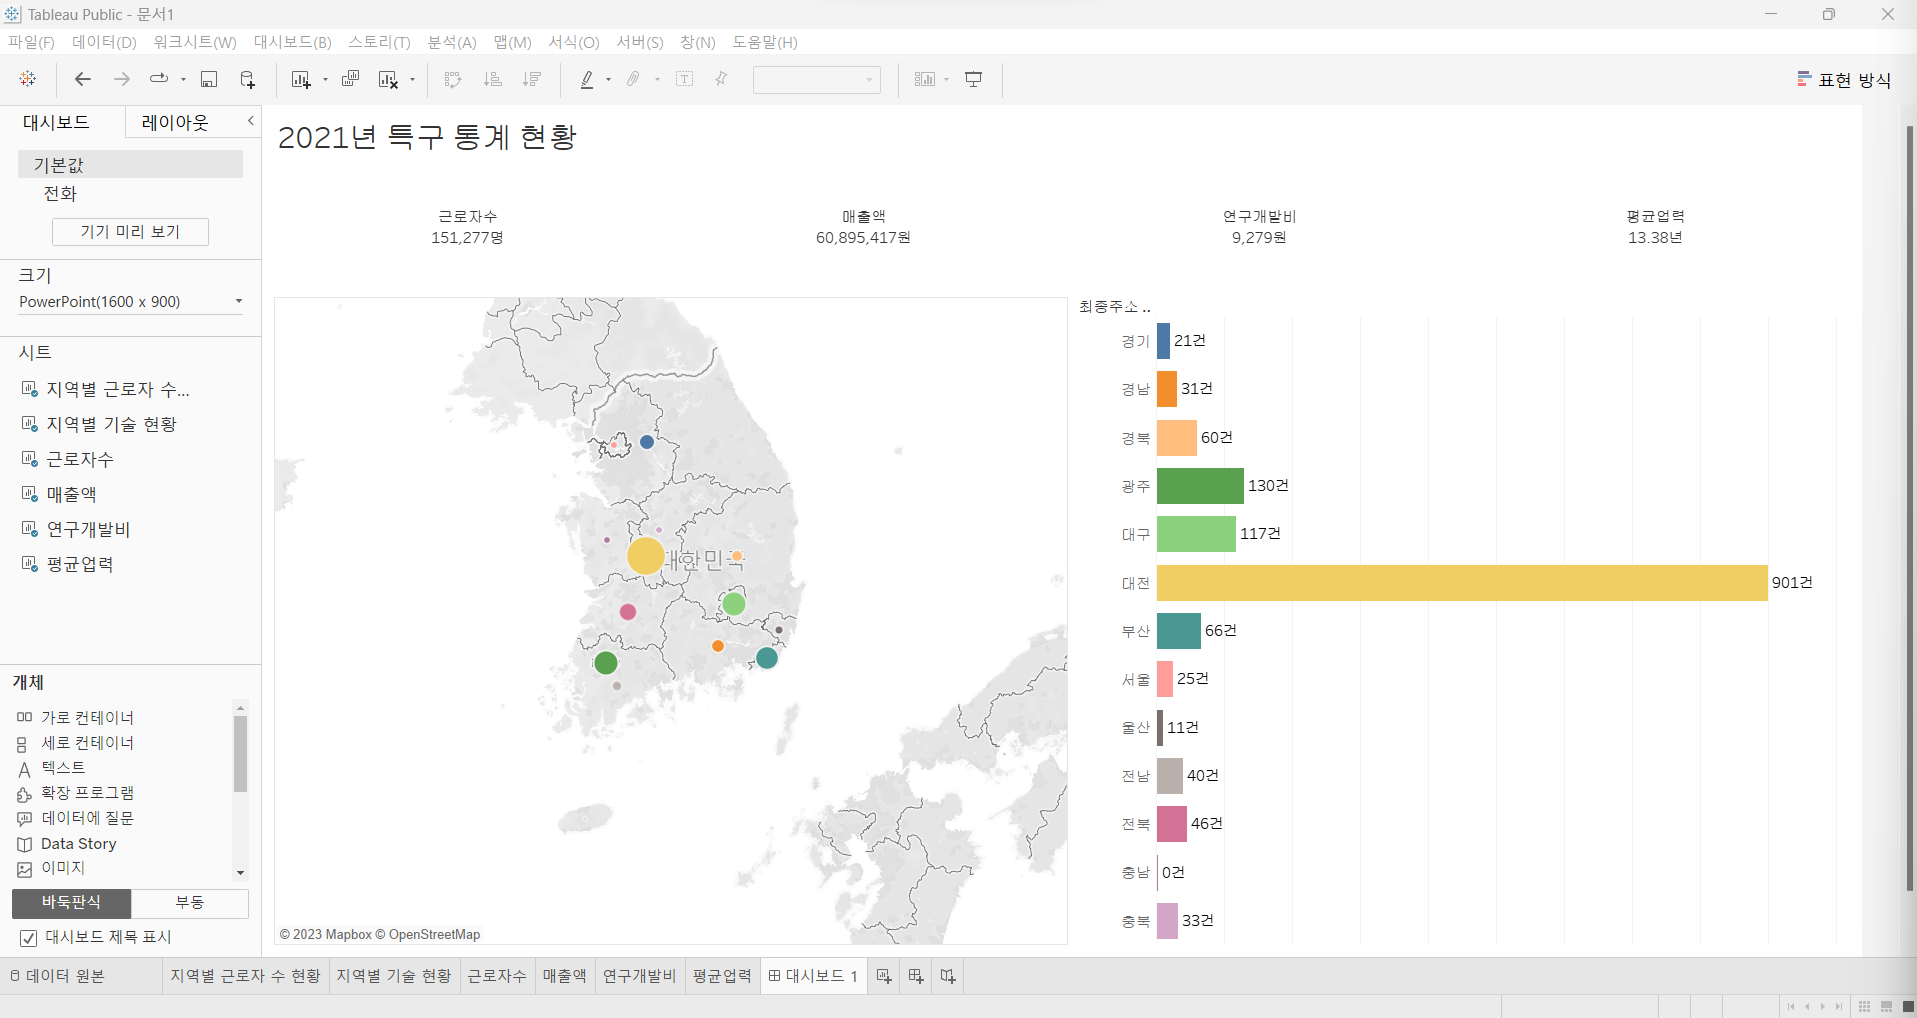 Tableau Public - 문서1
파일(F) 데이터(D) 워크시트(W) 대시보드(B) 스토리(T) 분석(A) 맵(M) 서식(O) 서버(S) 창(N) 도움말(H)
표현 방식
대시보드 레이아웃
기본값
전화
기기 미리 보기
크기
PowerPoint(1600 x 900)
시트
지역별 근로자 수...
지역별 기술 현황
근로자수
매출액
연구개발비
평균업력
개체
가로 컨테이너
세로 컨테이너
텍스트
확장 프로그램
데이터에 질문
Data Story
이미지
바둑판식 부동
대시보드 제목 표시
2021년 특구 통계 현황
근로자수
151,277명
매출액
60,895,417원
연구개발비
9,279원
평균업력
13.38년
대한민국
© 2023 Mapbox © OpenStreetMap
최종주소 ..
경기 21건
경남 31건
경북 60건
광주 130건
대구 117건
대전 901건
부산 66건
서울 25건
울산 11건
전남 40건
전북 46건
충남 0건
충북 33건
데이터 원본 지역별 근로자 수 현황 지역별 기술 현황 근로자수 매출액 연구개발비 평균업력 대시보드 1